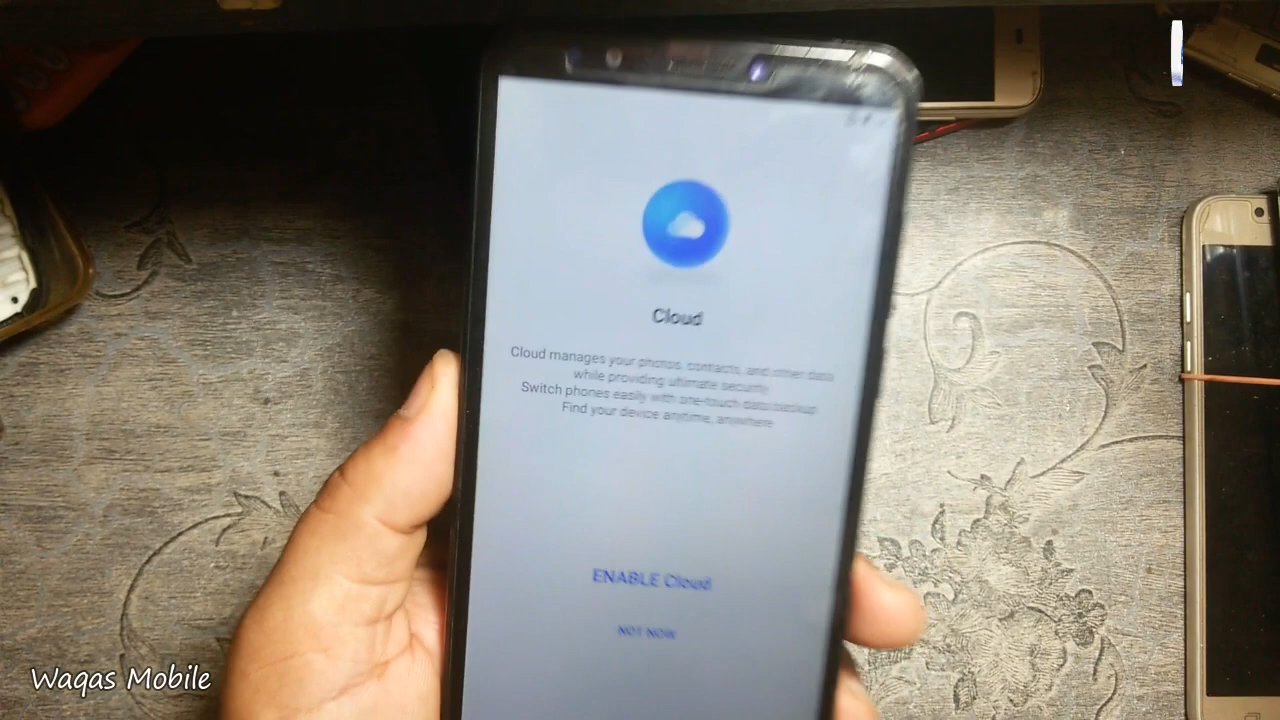 Cloud
Cloud manages your photos, contacts, and other data
while providing ultimate security
Switch phones easily with one-touch data backup
Find your device anytime, anywhere
ENABLE Cloud
NOT NOW
Waqas Mobile